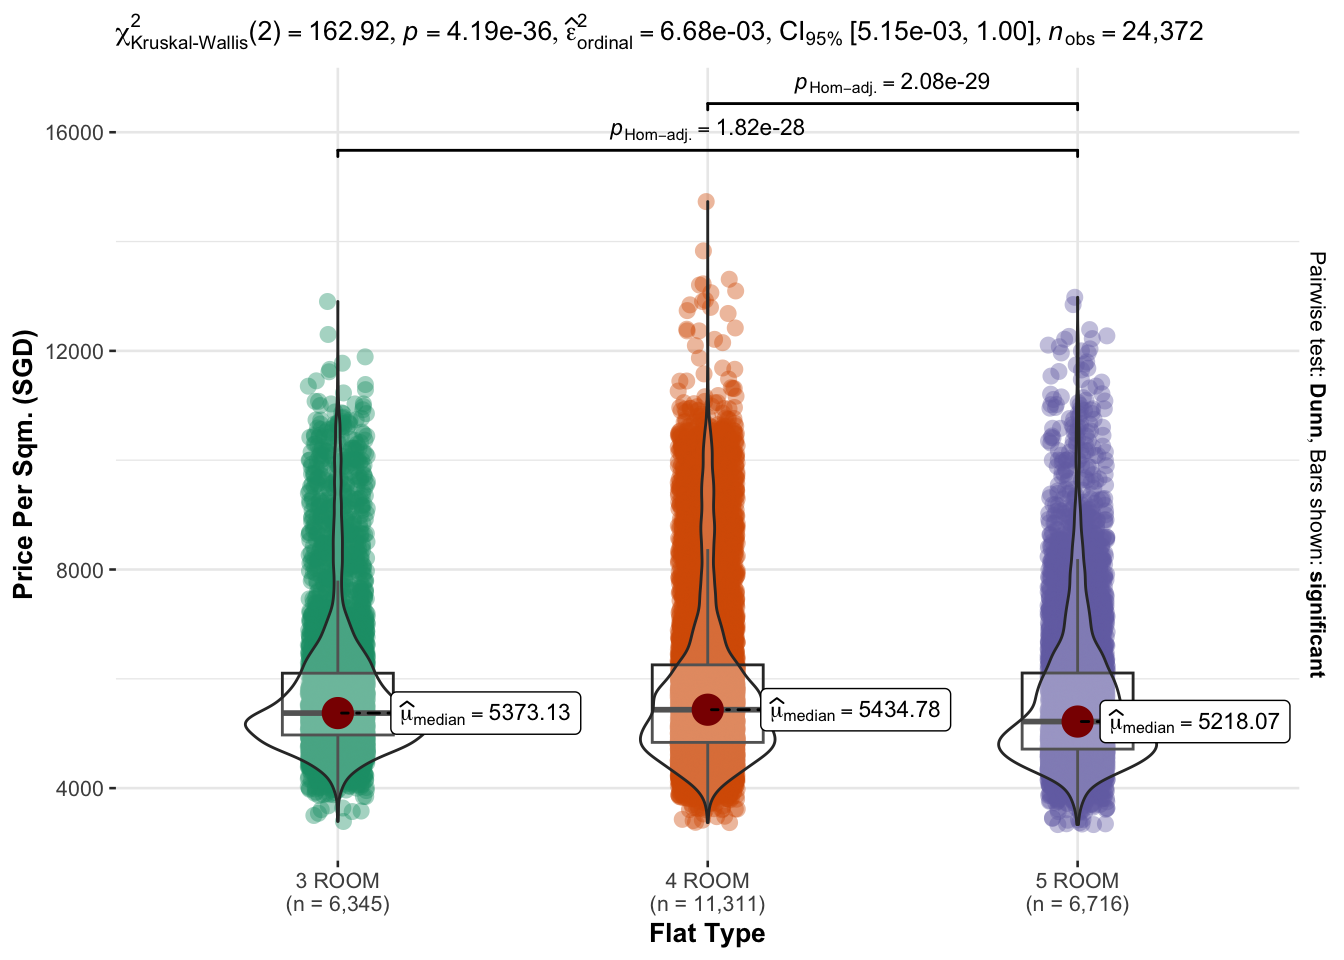 χ²Kruskal-Wallis(2) = 162.92, p = 4.19e-36, ε̂²ordinal = 6.68e-03, CI95% [5.15e-03, 1.00], nobs = 24,372
pHom−adj. = 2.08e-29
pHom−adj. = 1.82e-28
16000
12000
8000
4000
Price Per Sqm. (SGD)
μ̂median = 5373.13
μ̂median = 5434.78
μ̂median = 5218.07
Pairwise test: Dunn, Bars shown: significant
3 ROOM
(n = 6,345)
4 ROOM
(n = 11,311)
5 ROOM
(n = 6,716)
Flat Type